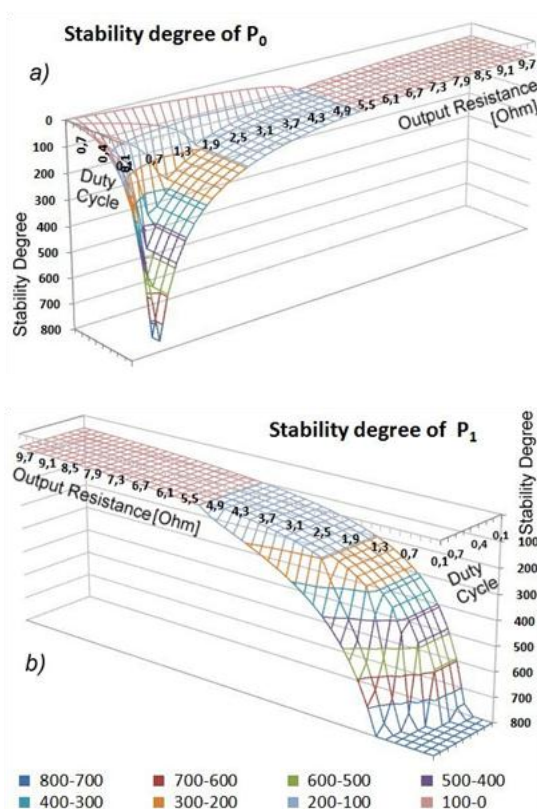 Stability degree of P0
a)
0
100
200
300
400
500
600
700
800
Stability Degree
0,7
0,4
0,1
Duty
Cycle
0,7 1,3 1,9 2,5 3,1 3,7 4,3 4,9 5,5 6,1 6,7 7,3 7,9 8,5 9,1 9,7
Output Resistance
[Ohm]
Stability degree of P1
9,7 9,1 8,5 7,9 7,3 6,7 6,1 5,5 4,9 4,3 3,7 3,1 2,5 1,9 1,3 0,7 0,1
Output Resistance [Ohm]
0,7 0,4 0,1
Duty
Cycle
Stability Degree
100
200
300
400
500
600
700
800
b)
800-700 700-600 600-500 500-400
400-300 300-200 200-100 100-0